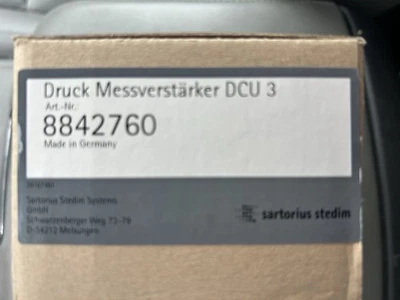 Druck Messverstärker DCU 3
Art.-Nr.:
8842760
Made in Germany
Sartorius Stedim Systems
GmbH
Schwarzenberger Weg 73-79
D-34212 Melsungen
sartorius stedim